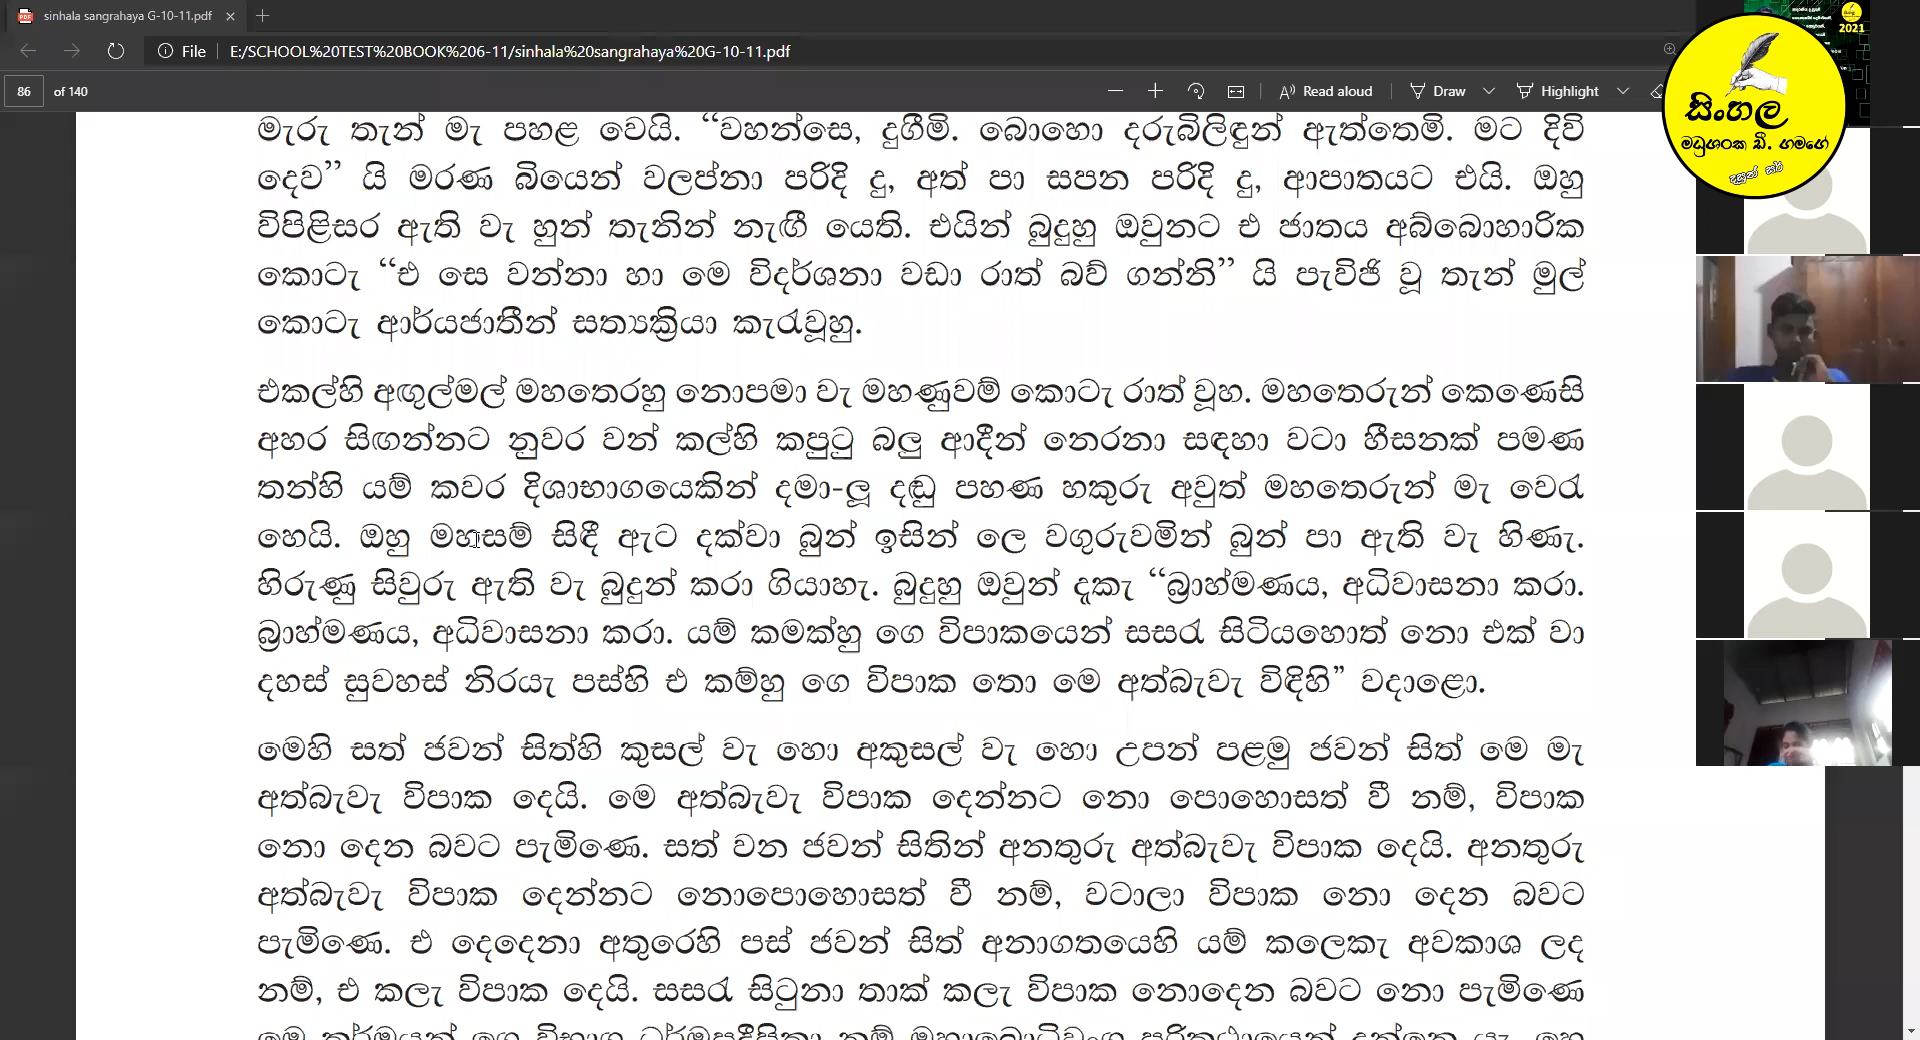 sinhala sangrahaya G-10-11.pdf
File
E:/SCHOOL%20TEST%20BOOK%206-11/sinhala%20sangrahaya%20G-10-11.pdf
86 of 140
Read aloud
Draw
Highlight
2021
සිංහල
මධුශංක ඩී. ගමගේ
දසුන් සර්
මැරු තැන් මැ පහළ වෙයි. “වහන්සෙ, දුගීමි. බොහො දරුබිලිඳුන් ඇත්තෙමි. මට දිවි
දෙව” යි මරණ බියෙන් වලප්නා පරිදි දු, අත් පා සපන පරිදි දු, ආපාතයට එයි. ඔහු
විපිළිසර ඇති වැ හුන් තැනින් නැඟී යෙති. එයින් බුදුහු ඔවුනට එ ජාතය අබ්බොහාරික
කොටැ “එ සෙ වන්නා හා මෙ විදර්ශනා වඩා රාත් බව් ගන්නි” යි පැවිජි වූ තැන් මුල්
කොටැ ආර්යජාතීන් සත්‍යක්‍රියා කැරැවූහු.
එකල්හි අඟුල්මල් මහතෙරහු නොපමා වැ මහණුවම් කොටැ රාත් වූහ. මහතෙරුන් කෙණෙසි
අහර සිඟන්නට නුවර වන් කල්හි කපුටු බලු ආදීන් නෙරනා සඳහා වටා හීසනක් පමණ
තන්හි යම් කවර දිශාභාගයෙකින් දමා-ලූ දඬු පහණ හකුරු අවුත් මහතෙරුන් මැ වෙරැ
හෙයි. ඔහු මහසම් සිඳී ඇට දක්වා බුන් ඉසින් ලෙ වගුරුවමින් බුන් පා ඇති වැ හිණැ.
හිරුණු සිවුරු ඇති වැ බුදුන් කරා ගියාහැ. බුදුහු ඔවුන් දැකැ “බ්‍රාහ්මණය, අධිවාසනා කරා.
බ්‍රාහ්මණය, අධිවාසනා කරා. යම් කමක්හු ගෙ විපාකයෙන් සසරැ සිටියහොත් නො එක් වා
දහස් සුවහස් නිරයැ පස්හි එ කම්හු ගෙ විපාක තො මෙ අත්බැවැ විඳිහි” වදාළො.
මෙහි සත් ජවන් සිත්හි කුසල් වැ හො අකුසල් වැ හො උපන් පළමු ජවන් සිත් මෙ මැ
අත්බැවැ විපාක දෙයි. මෙ අත්බැවැ විපාක දෙන්නට නො පොහොසත් වී නම්, විපාක
නො දෙන බවට පැමිණෙ. සත් වන ජවන් සිතින් අනතුරු අත්බැවැ විපාක දෙයි. අනතුරු
අත්බැවැ විපාක දෙන්නට නොපොහොසත් වී නම්, වටාලා විපාක නො දෙන බවට
පැමිණෙ. එ දෙදෙනා අතුරෙහි පස් ජවන් සිත් අනාගතයෙහි යම් කලෙකැ අවකාශ ලද
නම්, එ කලැ විපාක දෙයි. සසරැ සිටුනා තාක් කලැ විපාක නොදෙන බවට නො පැමිණෙ